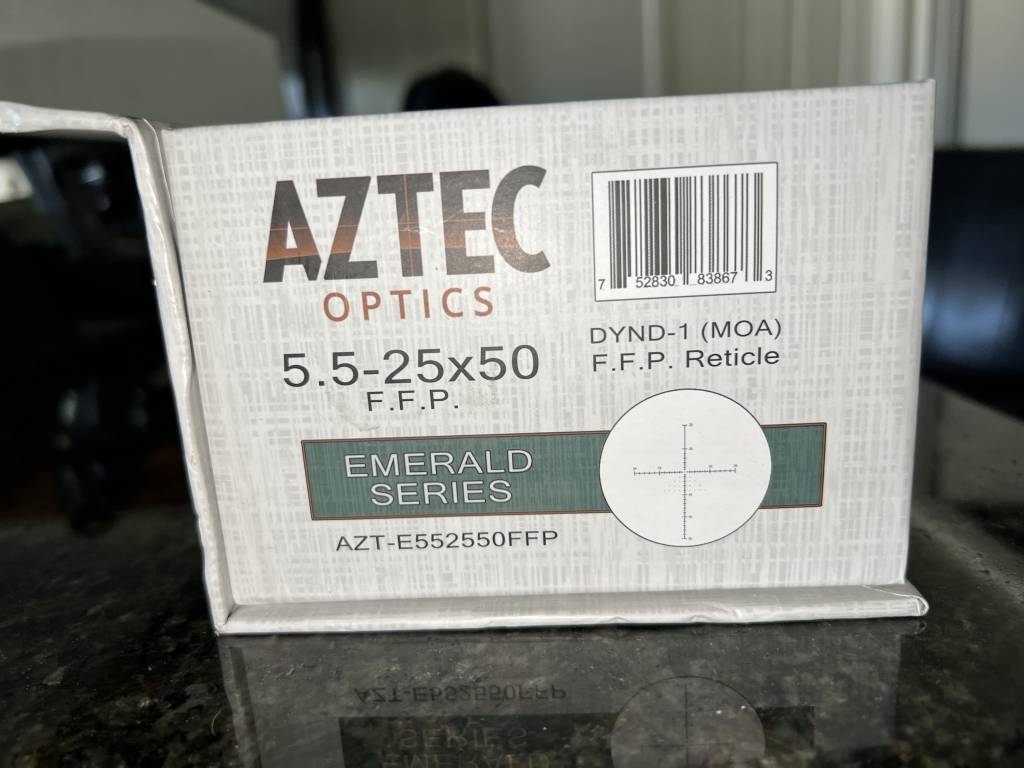 AZTEC
OPTICS
5.5-25x50
F.F.P.
7 52830 83867 3
DYND-1 (MOA)
F.F.P. Reticle
EMERALD
SERIES
AZT-E552550FFP